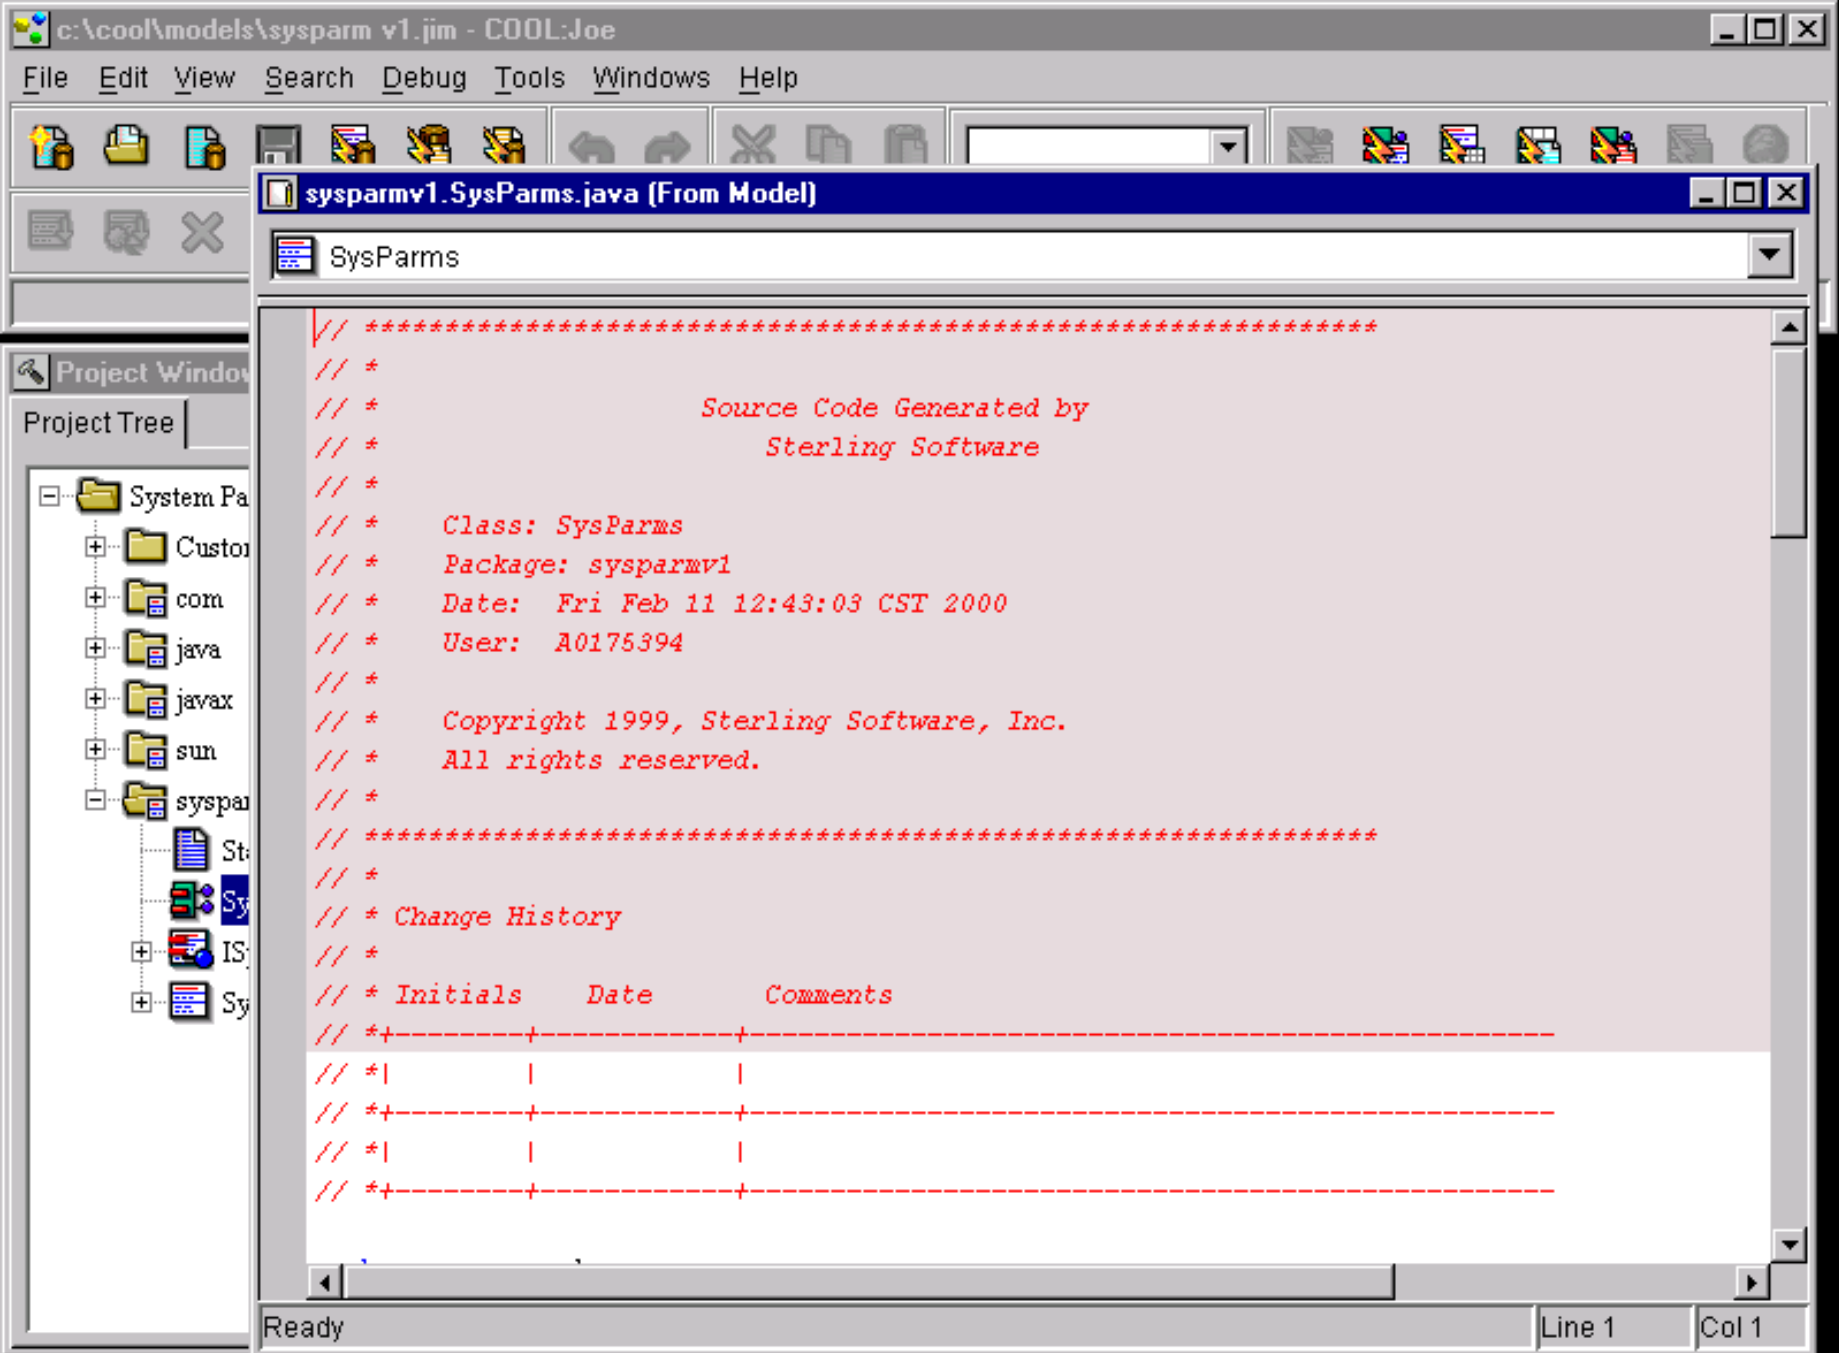 c:\cool\models\sysparm v1.jim - COOL:Joe
File Edit View Search Debug Tools Windows Help
sysparmv1.SysParms.java (From Model)
SysParms
Project Window
Project Tree
System Pa
Custo
com
java
javax
sun
syspar
St
Sy
IS
Sy
// ***************************************************************
// *
// * Source Code Generated by
// * Sterling Software
// *
// * Class: SysParms
// * Package: sysparmv1
// * Date: Fri Feb 11 12:43:03 CST 2000
// * User: A0175394
// *
// * Copyright 1999, Sterling Software, Inc.
// * All rights reserved.
// *
// ***************************************************************
// *
// * Change History
// *
// * Initials Date Comments
// *+--------+------------+--------------------------------------------------
// *| | |
// *+--------+------------+--------------------------------------------------
// *| | |
// *+--------+------------+--------------------------------------------------
Ready Line 1 Col 1